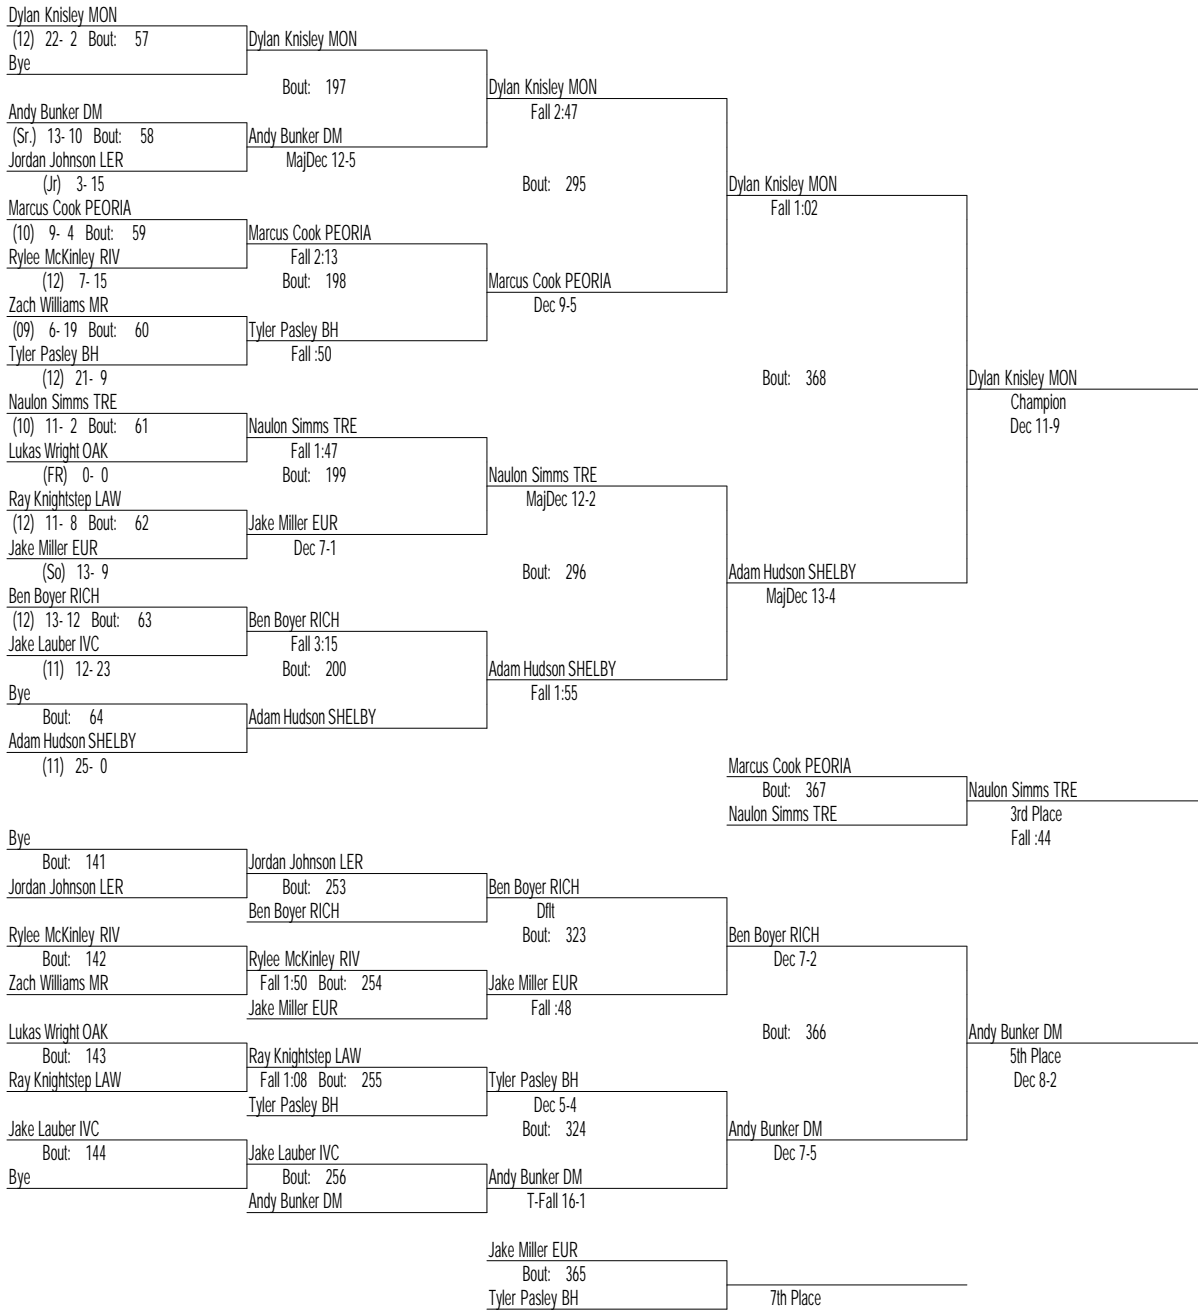 Dylan Knisley MON
(12) 22- 2 Bout: 57
Bye
Dylan Knisley MON
Bout: 197
Andy Bunker DM
(Sr.) 13- 10 Bout: 58
Jordan Johnson LER
(Jr) 3- 15
Andy Bunker DM
MajDec 12-5
Dylan Knisley MON
Fall 2:47
Bout: 295
Marcus Cook PEORIA
(10) 9- 4 Bout: 59
Rylee McKinley RIV
(12) 7- 15
Marcus Cook PEORIA
Fall 2:13
Bout: 198
Zach Williams MR
(09) 6- 19 Bout: 60
Tyler Pasley BH
(12) 21- 9
Tyler Pasley BH
Fall :50
Marcus Cook PEORIA
Dec 9-5
Dylan Knisley MON
Fall 1:02
Bout: 368
Naulon Simms TRE
(10) 11- 2 Bout: 61
Lukas Wright OAK
(FR) 0- 0
Naulon Simms TRE
Fall 1:47
Bout: 199
Ray Knightstep LAW
(12) 11- 8 Bout: 62
Jake Miller EUR
(So) 13- 9
Jake Miller EUR
Dec 7-1
Naulon Simms TRE
MajDec 12-2
Bout: 296
Ben Boyer RICH
(12) 13- 12 Bout: 63
Jake Lauber IVC
(11) 12- 23
Ben Boyer RICH
Fall 3:15
Bout: 200
Bye
Bout: 64
Adam Hudson SHELBY
(11) 25- 0
Adam Hudson SHELBY
Adam Hudson SHELBY
Fall 1:55
Adam Hudson SHELBY
MajDec 13-4
Dylan Knisley MON
Champion
Dec 11-9
Marcus Cook PEORIA
Bout: 367
Naulon Simms TRE
Naulon Simms TRE
3rd Place
Fall :44
Bye
Bout: 141
Jordan Johnson LER
Jordan Johnson LER
Bout: 253
Ben Boyer RICH
Ben Boyer RICH
Dflt
Bout: 323
Rylee McKinley RIV
Bout: 142
Zach Williams MR
Rylee McKinley RIV
Fall 1:50 Bout: 254
Jake Miller EUR
Jake Miller EUR
Fall :48
Ben Boyer RICH
Dec 7-2
Bout: 366
Lukas Wright OAK
Bout: 143
Ray Knightstep LAW
Ray Knightstep LAW
Fall 1:08 Bout: 255
Tyler Pasley BH
Tyler Pasley BH
Dec 5-4
Bout: 324
Jake Lauber IVC
Bout: 144
Bye
Jake Lauber IVC
Bout: 256
Andy Bunker DM
Andy Bunker DM
T-Fall 16-1
Andy Bunker DM
Dec 7-5
Andy Bunker DM
5th Place
Dec 8-2
Jake Miller EUR
Bout: 365
Tyler Pasley BH
7th Place